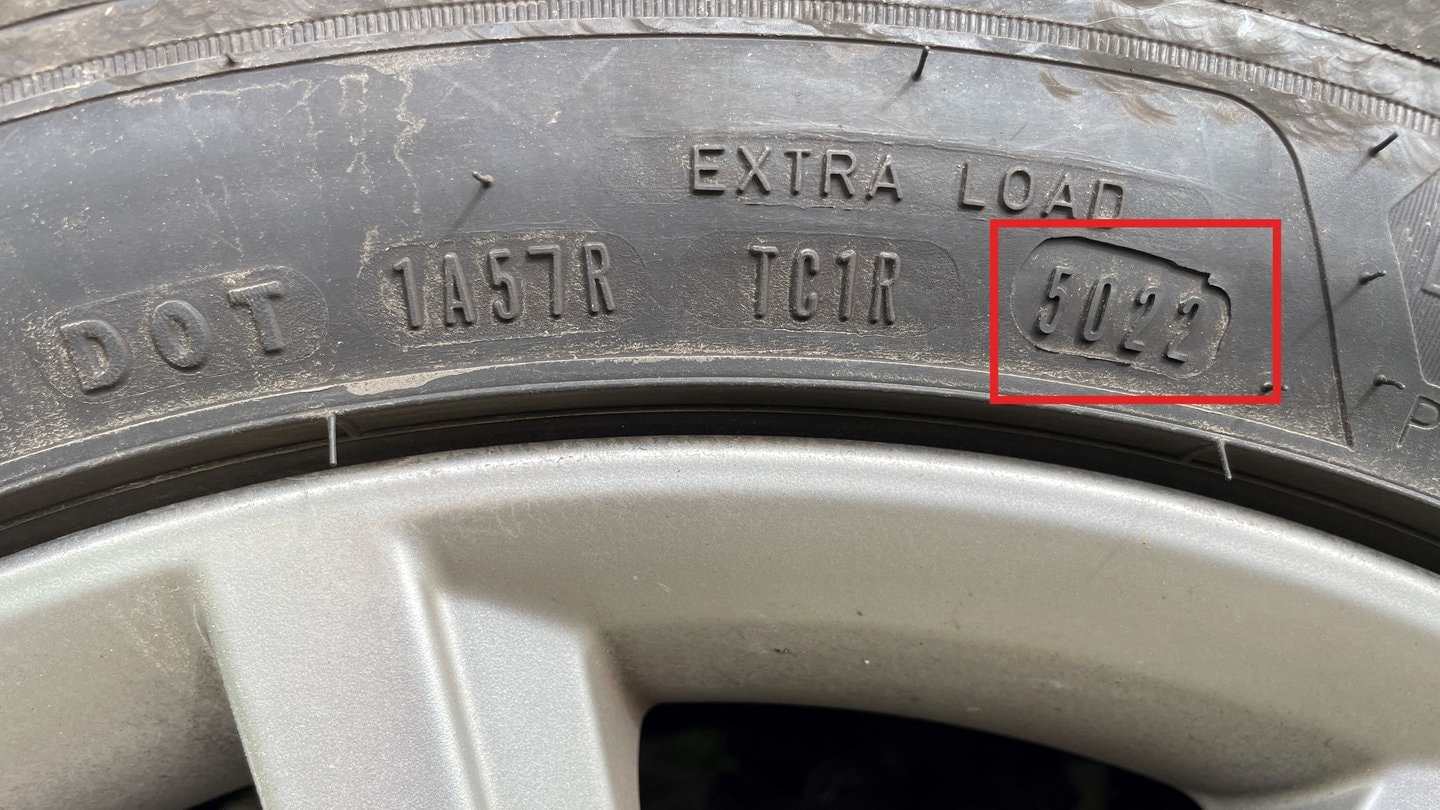 EXTRA LOAD
DOT 1A57R TC1R 5022
P